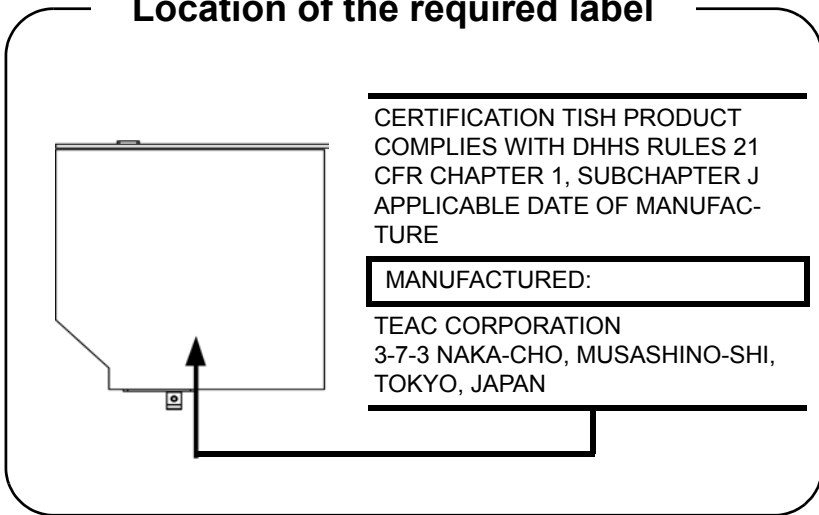 Location of the required label
CERTIFICATION TISH PRODUCT
COMPLIES WITH DHHS RULES 21
CFR CHAPTER 1, SUBCHAPTER J
APPLICABLE DATE OF MANUFAC-
TURE
MANUFACTURED:
TEAC CORPORATION
3-7-3 NAKA-CHO, MUSASHINO-SHI,
TOKYO, JAPAN